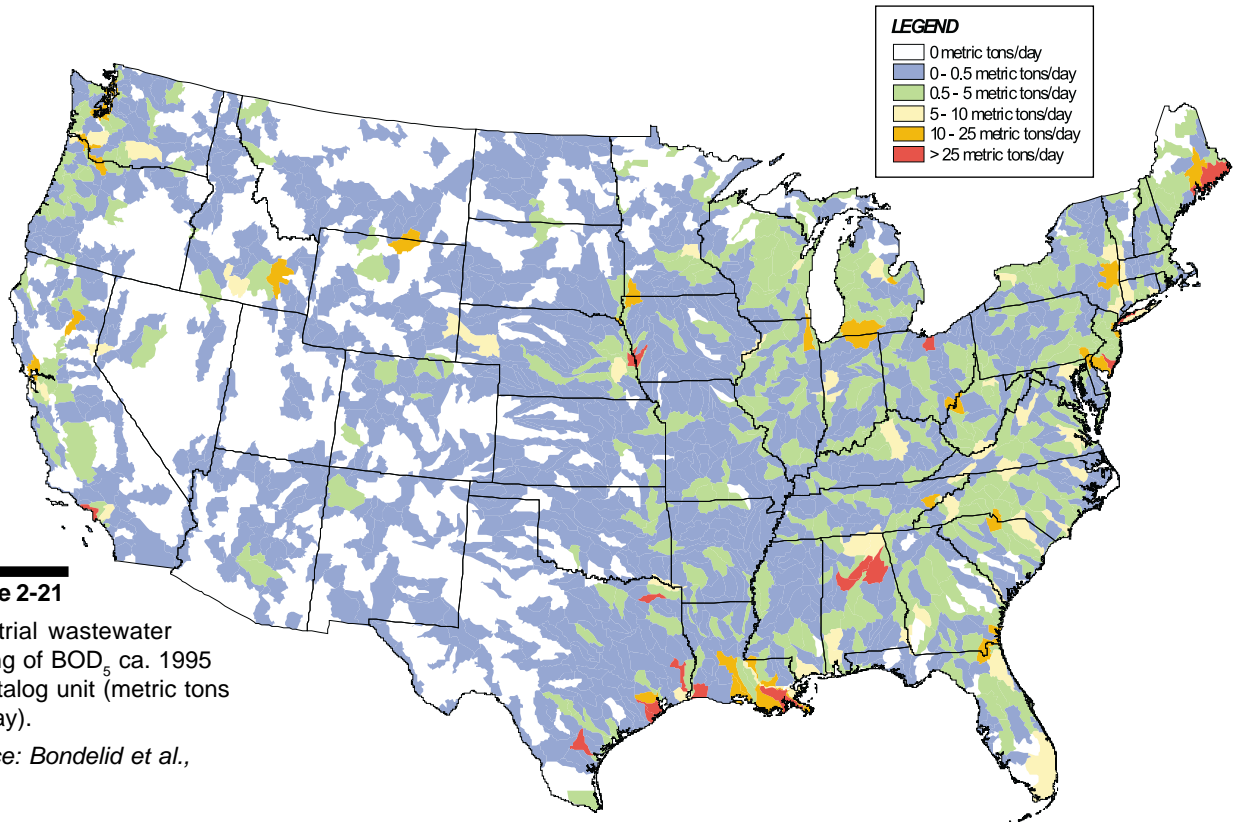 LEGEND
0 metric tons/day
0 - 0.5 metric tons/day
0.5 - 5 metric tons/day
5 - 10 metric tons/day
10 - 25 metric tons/day
> 25 metric tons/day
e 2-21
trial wastewater
ng of BOD5 ca. 1995
talog unit (metric tons
ay).
ce: Bondelid et al.,